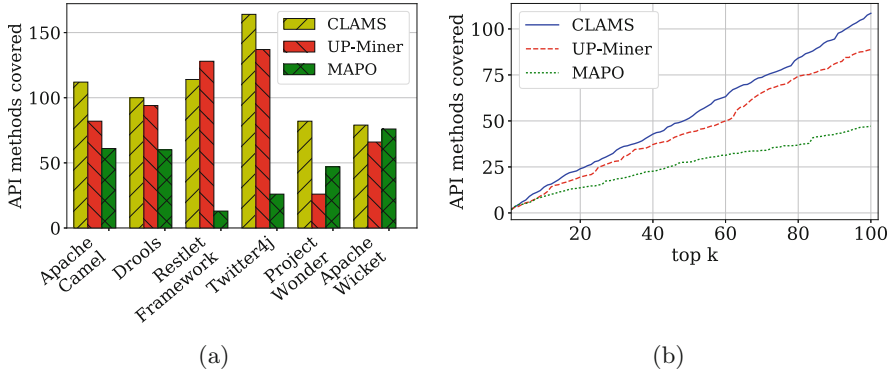 API methods covered
150
100
50
0
CLAMS
UP-Miner
MAPO
Apache
Camel
Drools
Restlet
Framework
Twitter4j
Project
Wonder
Apache
Wicket
(a)
API methods covered
100
75
50
25
0
CLAMS
UP-Miner
MAPO
20
40
60
80
100
top k
(b)